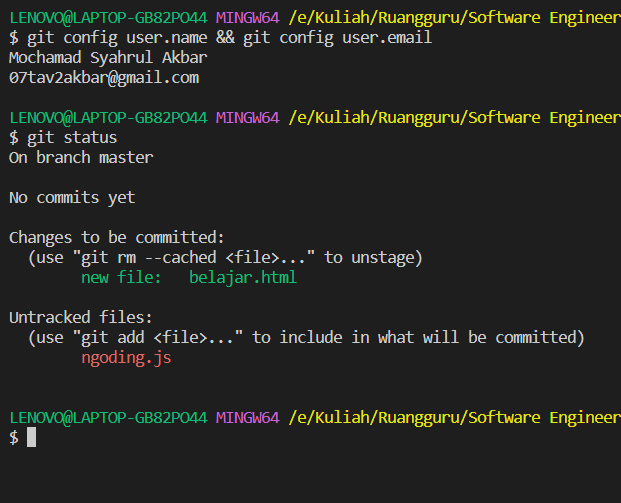 LENOVO@LAPTOP-GB82PO44 MINGW64 /e/Kuliah/Ruangguru/Software Engineer
$ git config user.name && git config user.email
Mochamad Syahrul Akbar
07tav2akbar@gmail.com
LENOVO@LAPTOP-GB82PO44 MINGW64 /e/Kuliah/Ruangguru/Software Engineer
$ git status
On branch master
No commits yet
Changes to be committed:
(use "git rm --cached <file>..." to unstage)
new file:   belajar.html
Untracked files:
(use "git add <file>..." to include in what will be committed)
ngoding.js
LENOVO@LAPTOP-GB82PO44 MINGW64 /e/Kuliah/Ruangguru/Software Engineer
$